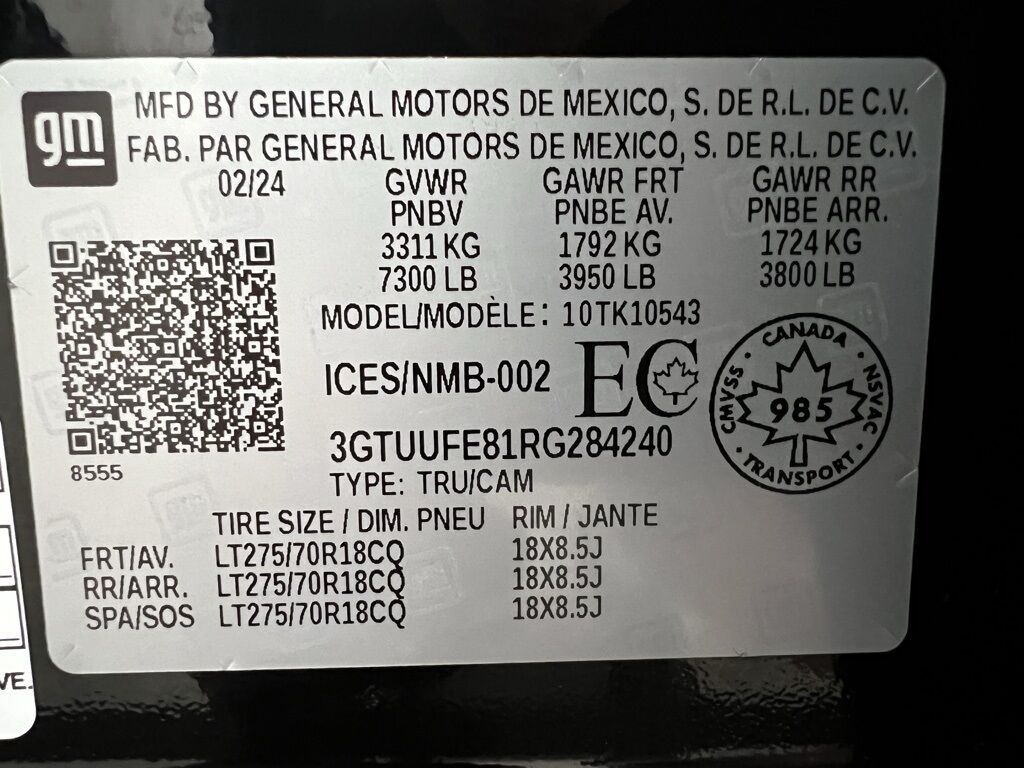 gm
MFD BY GENERAL MOTORS DE MEXICO, S. DE R.L. DE C.V.
FAB. PAR GENERAL MOTORS DE MEXICO, S. DE R.L. DE C.V.
02/24 GVWR GAWR FRT GAWR RR
PNBV PNBE AV. PNBE ARR.
3311 KG 1792 KG 1724 KG
7300 LB 3950 LB 3800 LB
MODEL/MODÈLE: 10TK10543
ICES/NMB-002 EC
CANADA
CMVSS 985 NSVAC
TRANSPORT
3GTUUFE81RG284240
8555
TYPE: TRU/CAM
TIRE SIZE / DIM. PNEU RIM / JANTE
FRT/AV. LT275/70R18CQ 18X8.5J
RR/ARR. LT275/70R18CQ 18X8.5J
SPA/SOS LT275/70R18CQ 18X8.5J
VE.